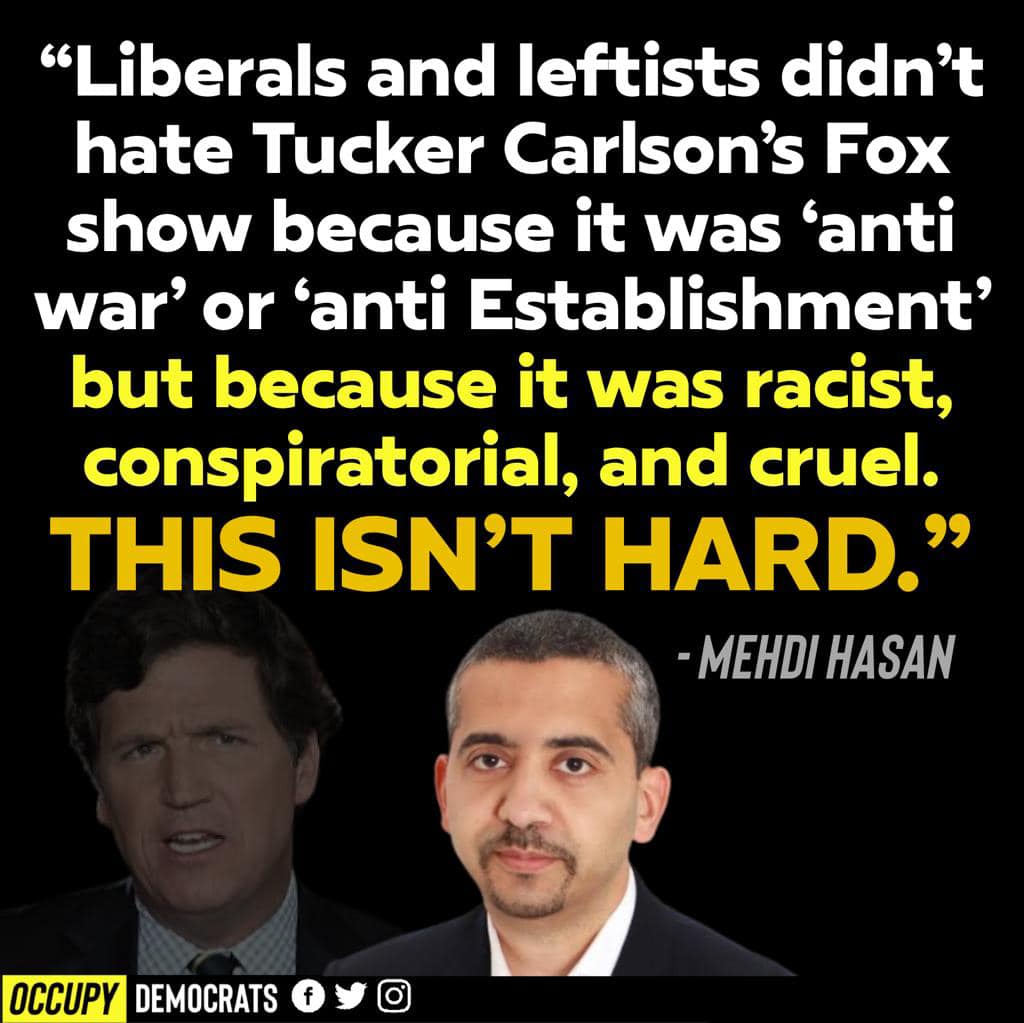 “Liberals and leftists didn’t
hate Tucker Carlson’s Fox
show because it was ‘anti
war’ or ‘anti Establishment’
but because it was racist,
conspiratorial, and cruel.
THIS ISN’T HARD.”
- MEHDI HASAN
OCCUPY DEMOCRATS